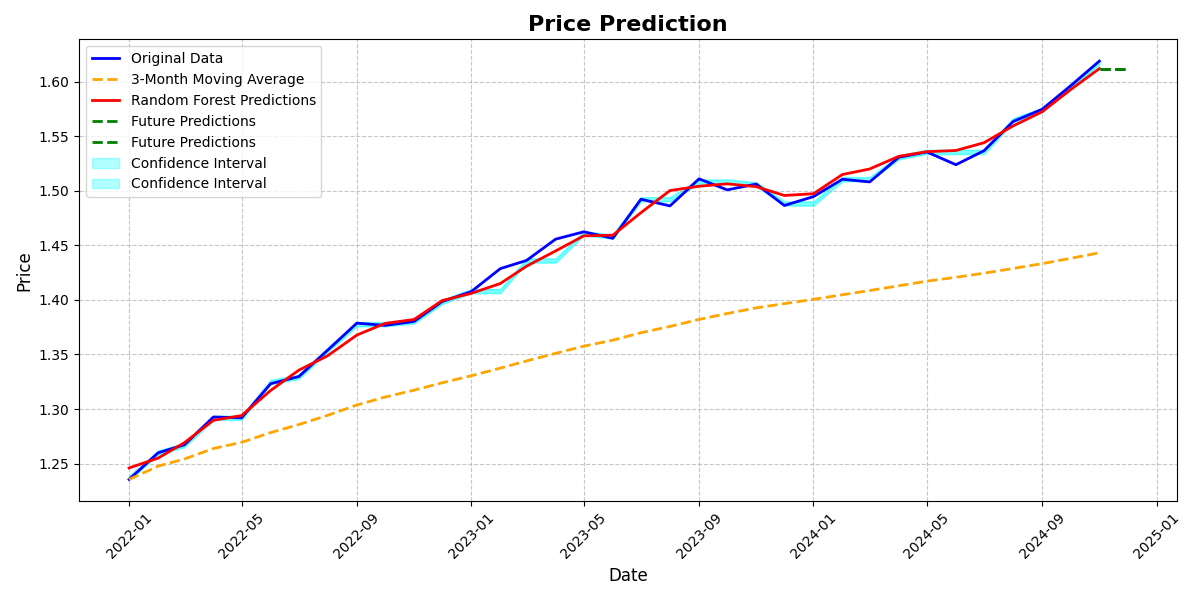 Price Prediction
Original Data
3-Month Moving Average
Random Forest Predictions
Future Predictions
Future Predictions
Confidence Interval
Confidence Interval
Price
1.60
1.55
1.50
1.45
1.40
1.35
1.30
1.25
2022-01
2022-05
2022-09
2023-01
2023-05
2023-09
2024-01
2024-05
2024-09
2025-01
Date